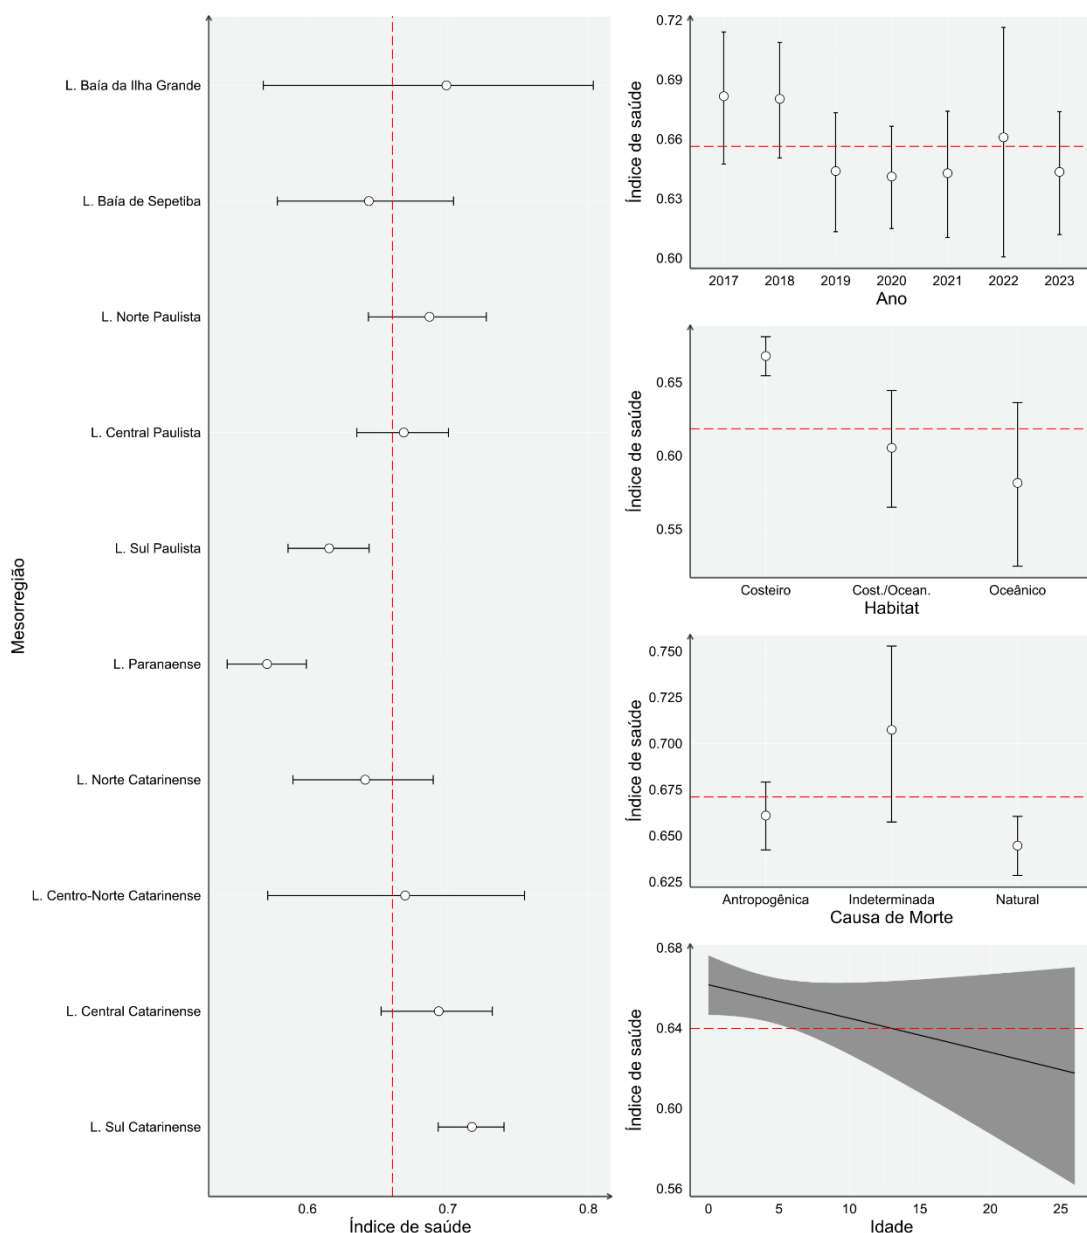 Mesorregião
L. Baía da Ilha Grande
L. Baía de Sepetiba
L. Norte Paulista
L. Central Paulista
L. Sul Paulista
L. Paranaense
L. Norte Catarinense
L. Centro-Norte Catarinense
L. Central Catarinense
L. Sul Catarinense
0.6 0.7 0.8
Índice de saúde
Índice de saúde
0.72
0.69
0.66
0.63
0.60
2017 2018 2019 2020 2021 2022 2023
Ano
Índice de saúde
0.65
0.60
0.55
Costeiro Cost./Ocean. Oceânico
Habitat
Índice de saúde
0.750
0.725
0.700
0.675
0.650
0.625
Antropogênica Indeterminada Natural
Causa de Morte
Índice de saúde
0.68
0.64
0.60
0.56
0 5 10 15 20 25
Idade